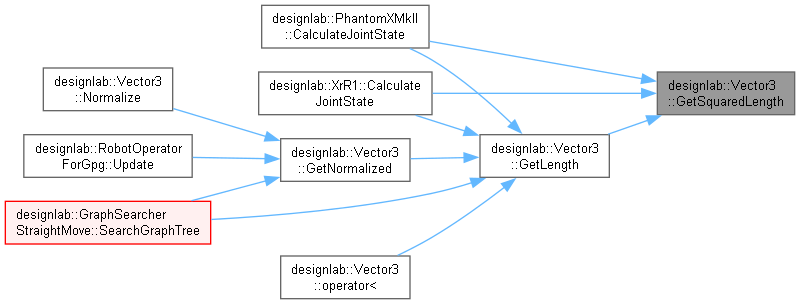 designlab::PhantomXMkII
::CalculateJointState
designlab::Vector3
::Normalize
designlab::XrR1::Calculate
JointState
designlab::Vector3
::GetSquaredLength
designlab::RobotOperator
ForGpg::Update
designlab::Vector3
::GetNormalized
designlab::Vector3
::GetLength
designlab::GraphSearcher
StraightMove::SearchGraphTree
designlab::Vector3
::operator<